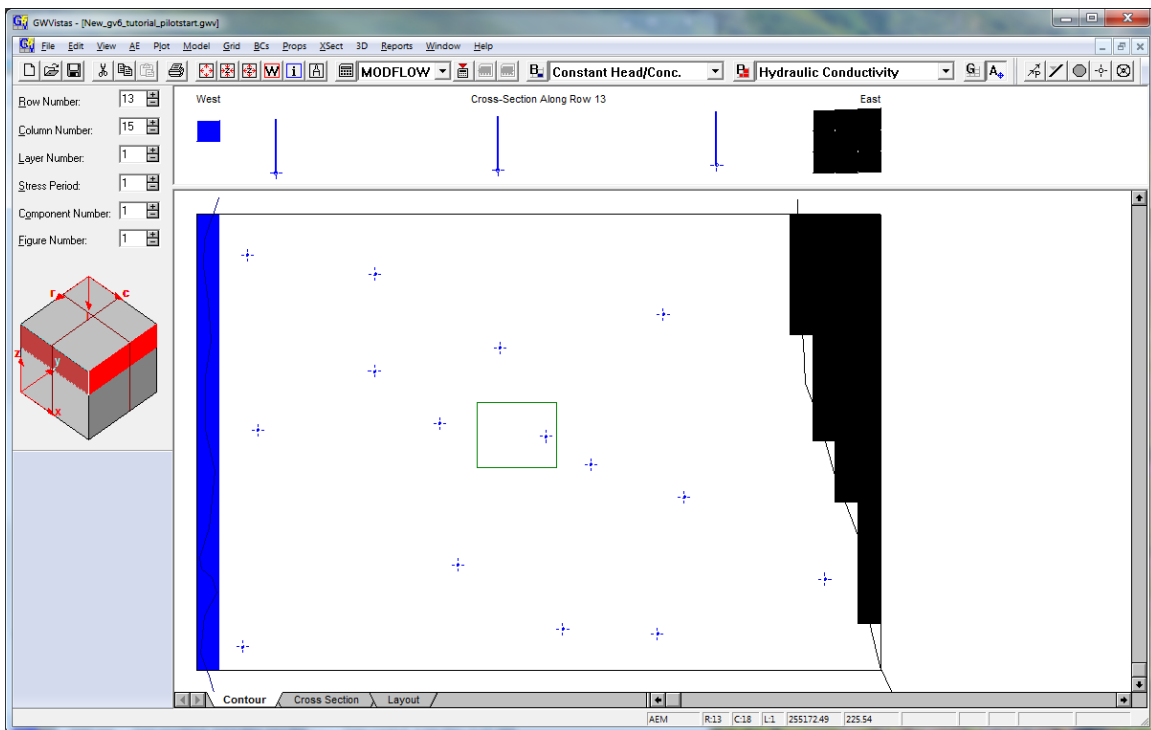 GWVistas - [New_gv6_tutorial_pilotstart.gwv]
File Edit View AE Plot Model Grid BCs Props XSect 3D Reports Window Help
W i A MODFLOW B Constant Head/Conc. B Hydraulic Conductivity G A P
Row Number: 13
Column Number: 15
Layer Number: 1
Stress Period: 1
Component Number: 1
Figure Number: 1
West Cross-Section Along Row 13 East
r c
z y
x
Contour Cross Section Layout
AEM R:13 C:18 L:1 255172.49 225.54